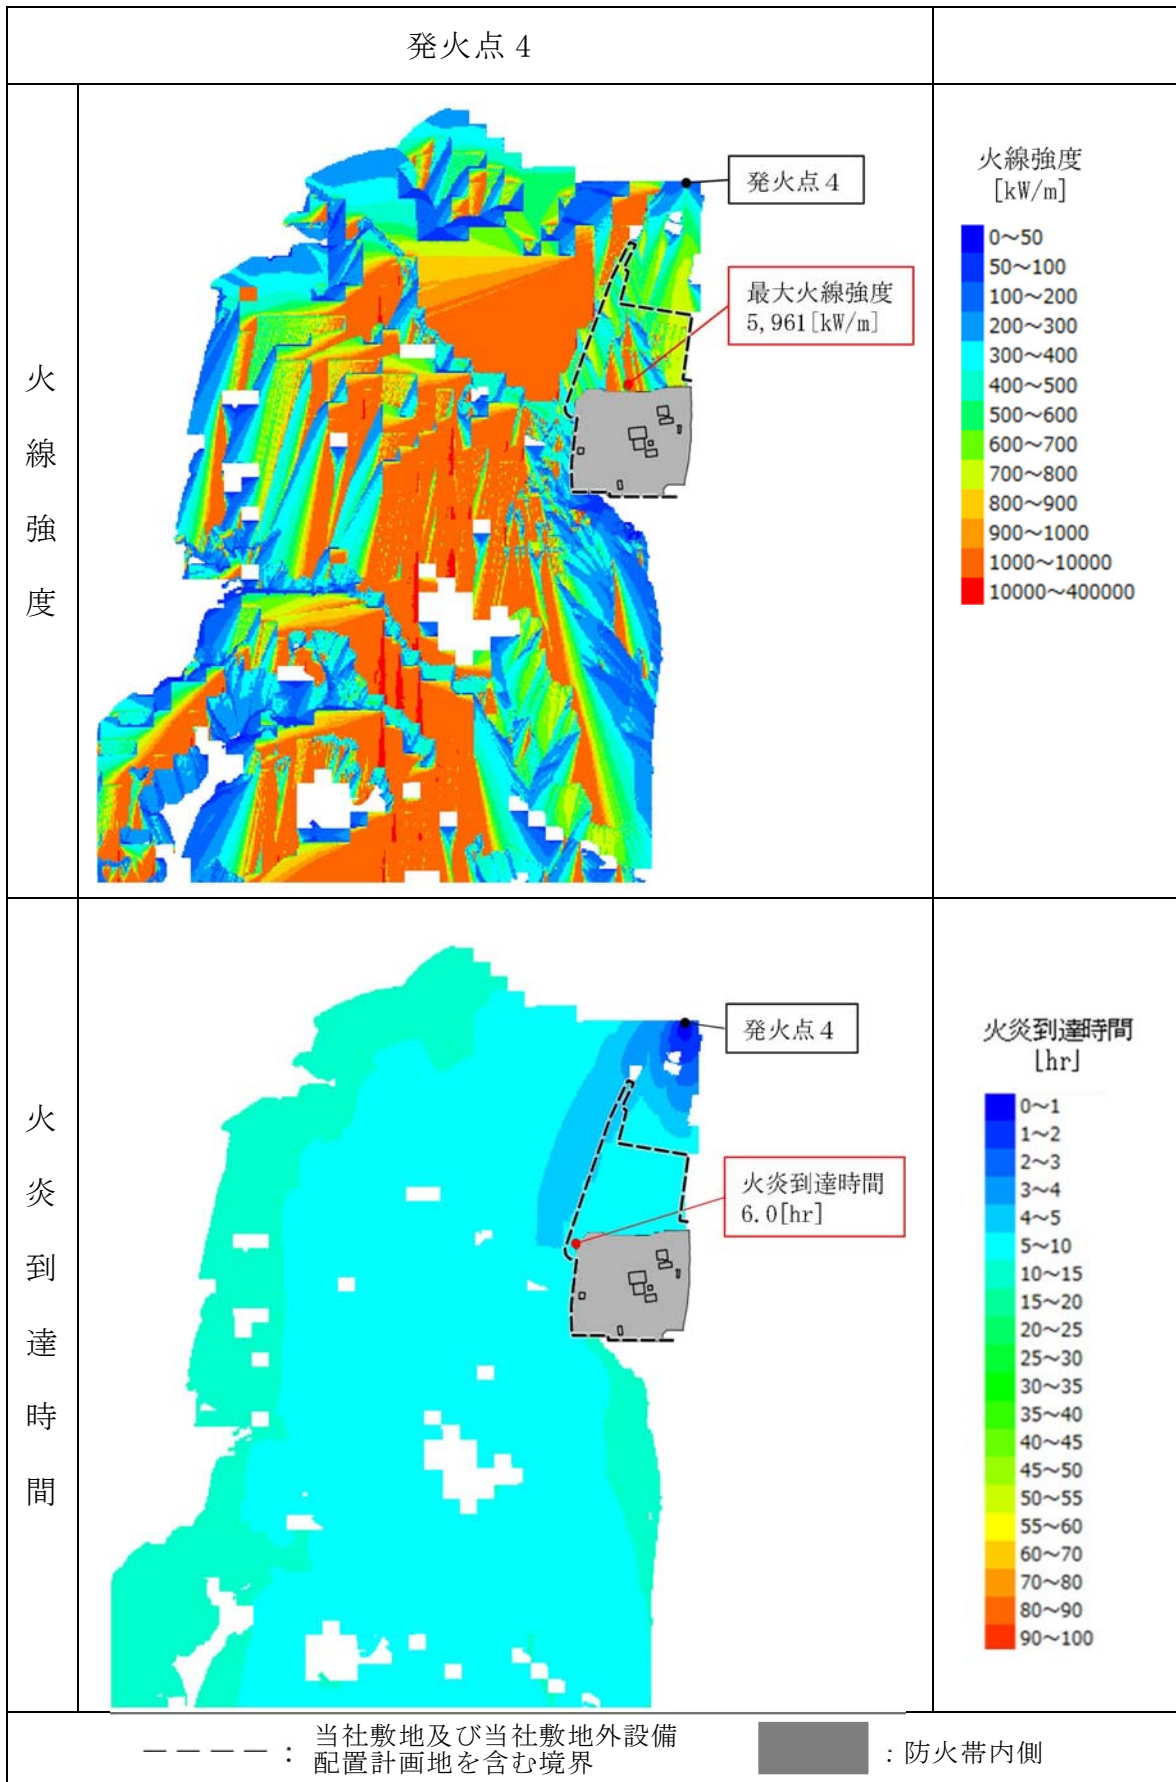 発火点 4
火線強度
発火点 4
最大火線強度
5,961[kW/m]
火線強度
[kW/m]
0~50
50~100
100~200
200~300
300~400
400~500
500~600
600~700
700~800
800~900
900~1000
1000~10000
10000~400000
火炎到達時間
発火点 4
火炎到達時間
6.0[hr]
火炎到達時間
[hr]
0~1
1~2
2~3
3~4
4~5
5~10
10~15
15~20
20~25
25~30
30~35
35~40
40~45
45~50
50~55
55~60
60~70
70~80
80~90
90~100
: 当社敷地及び当社敷地外設備
配置計画地を含む境界
: 防火帯内側